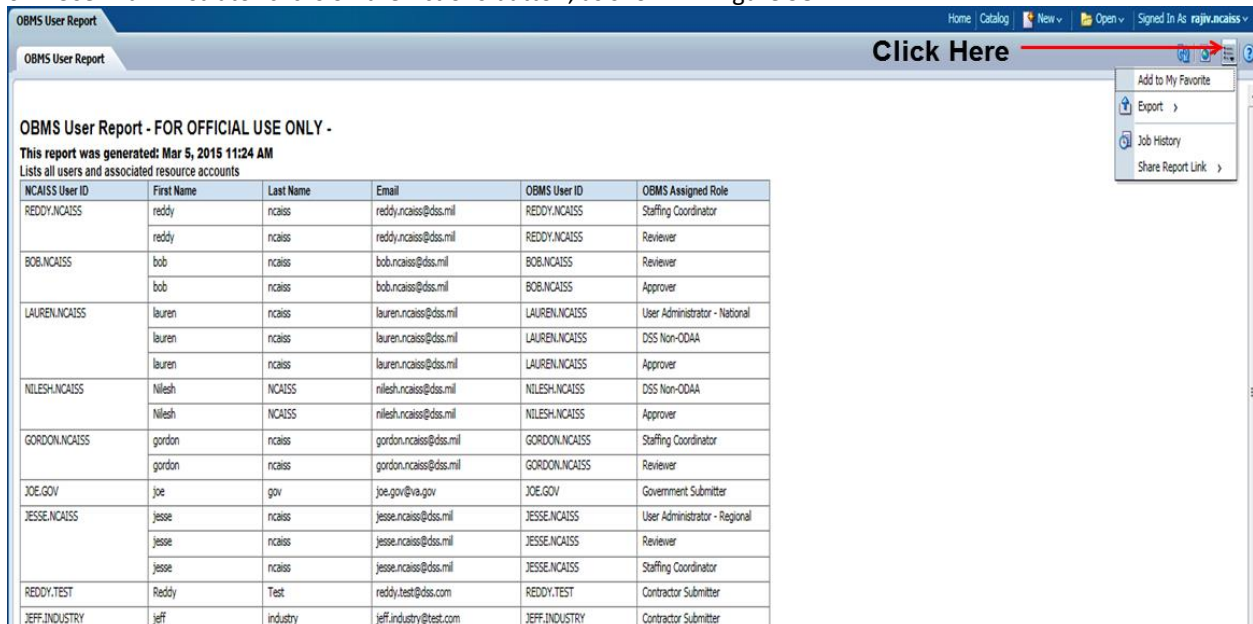 OBMS User Report
Home Catalog New Open Signed In As rajiv.ncaiss
OBMS User Report
Click Here
Add to My Favorite
Export >
Job History
Share Report Link >
OBMS User Report - FOR OFFICIAL USE ONLY -
This report was generated: Mar 5, 2015 11:24 AM
Lists all users and associated resource accounts
NCAISS User ID First Name Last Name Email OBMS User ID OBMS Assigned Role
REDDY.NCAISS reddy ncaiss reddy.ncaiss@dss.mil REDDY.NCAISS Staffing Coordinator
reddy ncaiss reddy.ncaiss@dss.mil REDDY.NCAISS Reviewer
BOB.NCAISS bob ncaiss bob.ncaiss@dss.mil BOB.NCAISS Reviewer
bob ncaiss bob.ncaiss@dss.mil BOB.NCAISS Approver
LAUREN.NCAISS lauren ncaiss lauren.ncaiss@dss.mil LAUREN.NCAISS User Administrator - National
lauren ncaiss lauren.ncaiss@dss.mil LAUREN.NCAISS DSS Non-ODAA
lauren ncaiss lauren.ncaiss@dss.mil LAUREN.NCAISS Approver
NILESH.NCAISS Nilesh NCAISS nilesh.ncaiss@dss.mil NILESH.NCAISS DSS Non-ODAA
Nilesh NCAISS nilesh.ncaiss@dss.mil NILESH.NCAISS Approver
GORDON.NCAISS gordon ncaiss gordon.ncaiss@dss.mil GORDON.NCAISS Staffing Coordinator
gordon ncaiss gordon.ncaiss@dss.mil GORDON.NCAISS Reviewer
JOE.GOV joe gov joe.gov@va.gov JOE.GOV Government Submitter
JESSE.NCAISS jesse ncaiss jesse.ncaiss@dss.mil JESSE.NCAISS User Administrator - Regional
jesse ncaiss jesse.ncaiss@dss.mil JESSE.NCAISS Reviewer
jesse ncaiss jesse.ncaiss@dss.mil JESSE.NCAISS Staffing Coordinator
REDDY.TEST Reddy Test reddy.test@dss.com REDDY.TEST Contractor Submitter
JEFF.INDUSTRY jeff industry jeff.industry@test.com JEFF.INDUSTRY Contractor Submitter